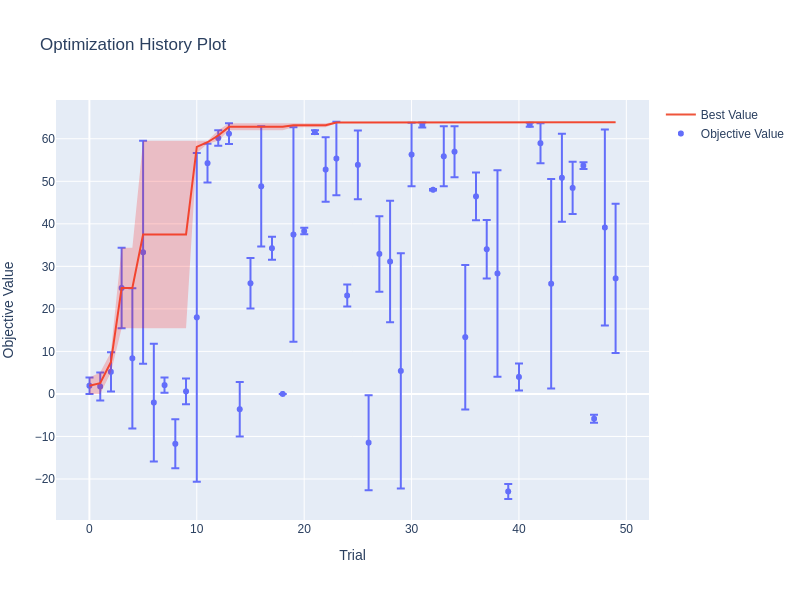 Optimization History Plot
Best Value
Objective Value
Objective Value
60
50
40
30
20
10
0
−10
−20
0 10 20 30 40 50
Trial